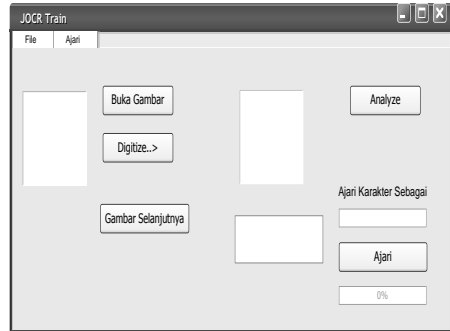 JOCR Train
File Ajari
Buka Gambar
Analyze
Digitize..>
Ajari Karakter Sebagai
Gambar Selanjutnya
Ajari
0%